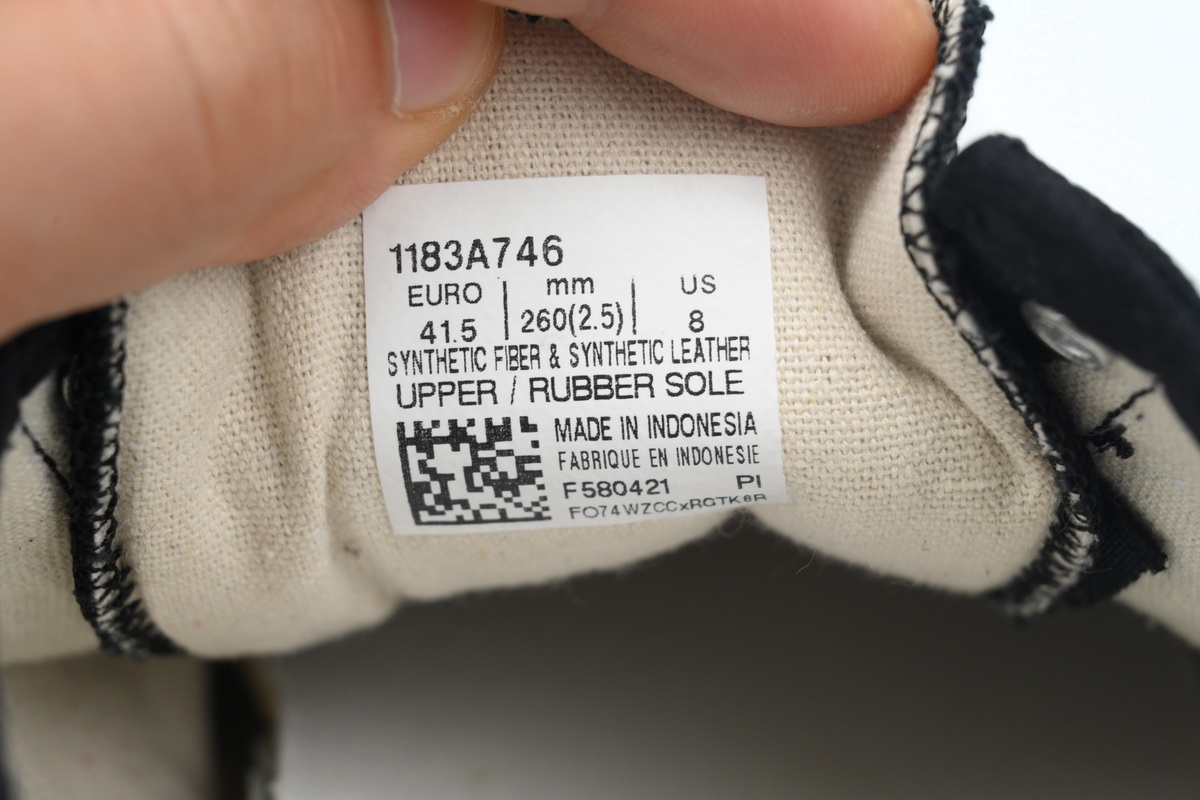 1183A746
EURO | mm | US
41.5 | 260(2.5) | 8
SYNTHETIC FIBER & SYNTHETIC LEATHER
UPPER / RUBBER SOLE
MADE IN INDONESIA
FABRIQUE EN INDONESIE
F580421 PI